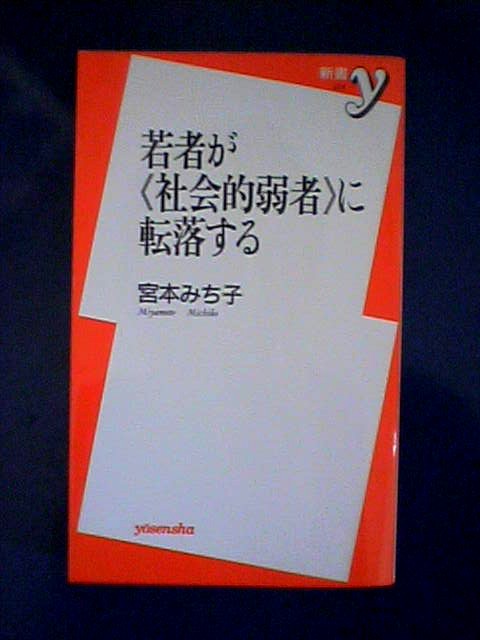 新書
y
若者が
〈社会的弱者〉に
転落する
宮本みち子
Miyamoto Michiko
yosensha